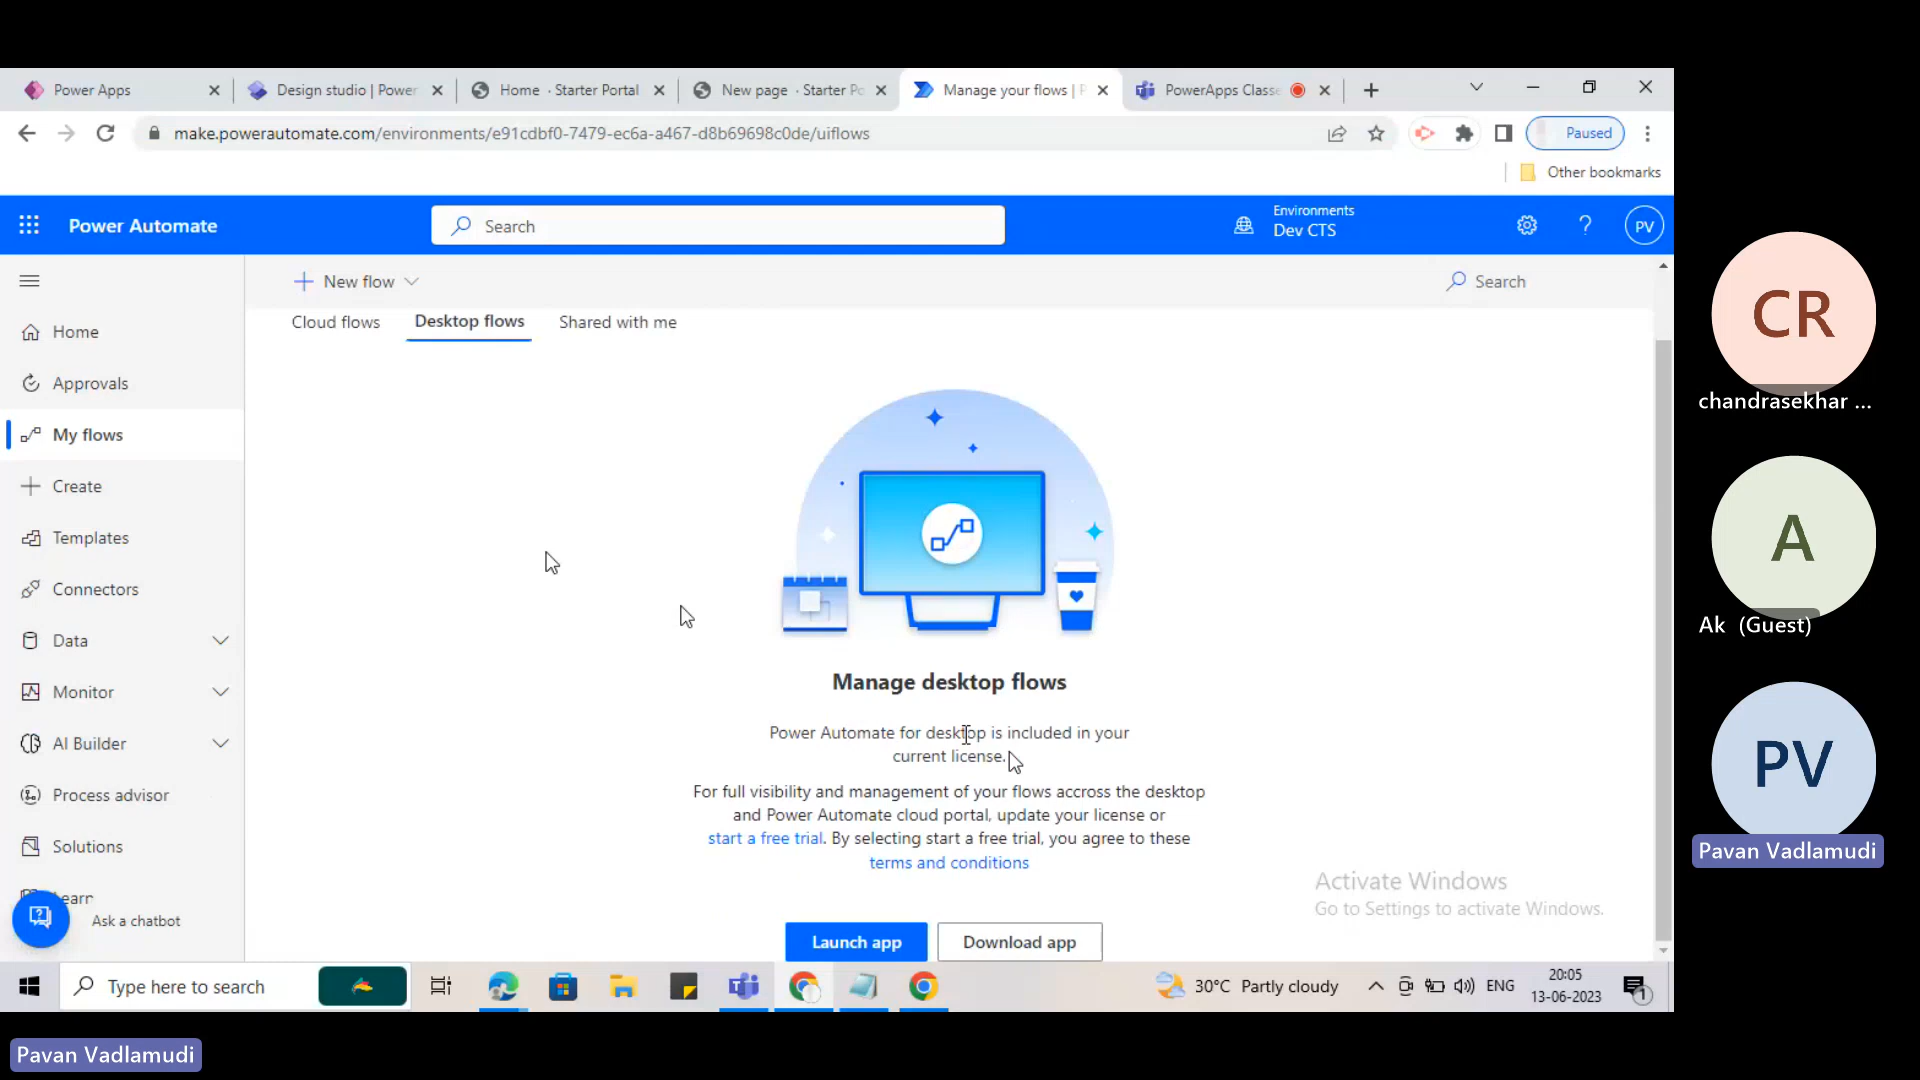 Power Apps
Design studio | Power
Home · Starter Portal
New page · Starter Po
Manage your flows | P
PowerApps Classe
make.powerautomate.com/environments/e91cdbf0-7479-ec6a-a467-d8b69698c0de/uiflows
Paused
Other bookmarks
Power Automate
Search
Environments
Dev CTS
PV
New flow
Search
Cloud flows
Desktop flows
Shared with me
Home
Approvals
My flows
Create
Templates
Connectors
Data
Monitor
AI Builder
Process advisor
Solutions
earn
Ask a chatbot
Manage desktop flows
Power Automate for desktop is included in your
current license.
For full visibility and management of your flows accross the desktop
and Power Automate cloud portal, update your license or
start a free trial. By selecting start a free trial, you agree to these
terms and conditions
Launch app
Download app
Activate Windows
Go to Settings to activate Windows.
Type here to search
30°C Partly cloudy
ENG
20:05
13-06-2023
1
CR
chandrasekhar ...
A
Ak (Guest)
PV
Pavan Vadlamudi
Pavan Vadlamudi